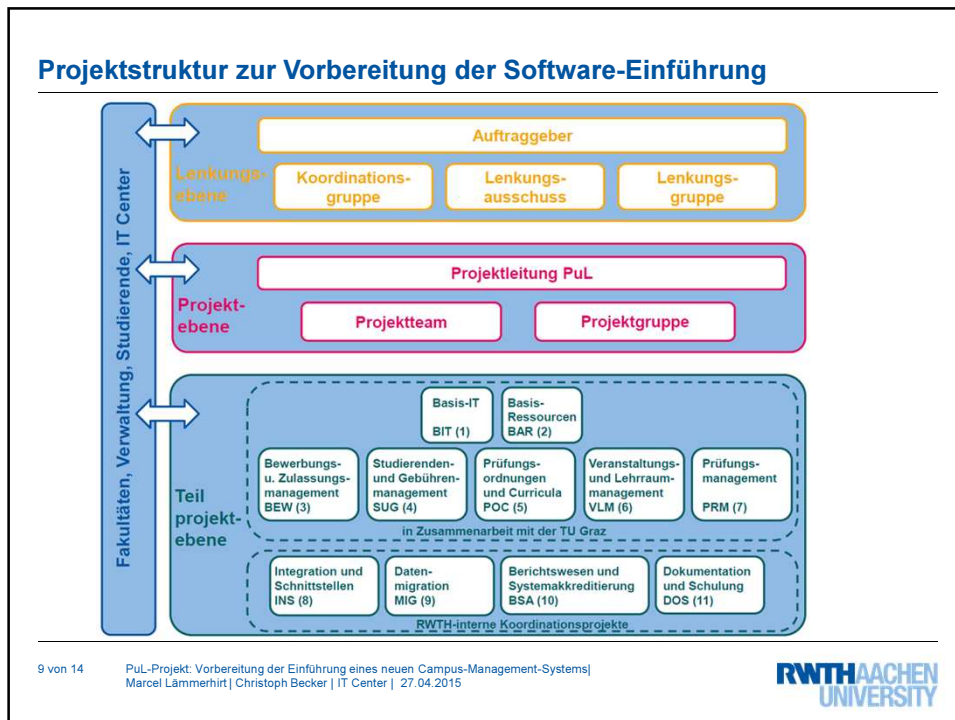 Projektstruktur zur Vorbereitung der Software-Einführung
Fakultäten, Verwaltung, Studierende, IT Center
Lenkungs-
ebene
Auftraggeber
Koordinations-
gruppe
Lenkungs-
ausschuss
Lenkungs-
gruppe
Projekt-
ebene
Projektleitung PuL
Projektteam
Projektgruppe
Teil
projekt-
ebene
Basis-IT
BIT (1)
Basis-
Ressourcen
BAR (2)
Bewerbungs-
u. Zulassungs-
management
BEW (3)
Studierenden-
und Gebühren-
management
SUG (4)
Prüfungs-
ordnungen
und Curricula
POC (5)
Veranstaltungs-
und Lehrraum-
management
VLM (6)
Prüfungs-
management
PRM (7)
in Zusammenarbeit mit der TU Graz
Integration und
Schnittstellen
INS (8)
Daten-
migration
MIG (9)
Berichtswesen und
Systemakkreditierung
BSA (10)
Dokumentation
und Schulung
DOS (11)
RWTH-interne Koordinationsprojekte
9 von 14
PuL-Projekt: Vorbereitung der Einführung eines neuen Campus-Management-Systems|
Marcel Lämmerhirt | Christoph Becker | IT Center | 27.04.2015
RWTH AACHEN
UNIVERSITY